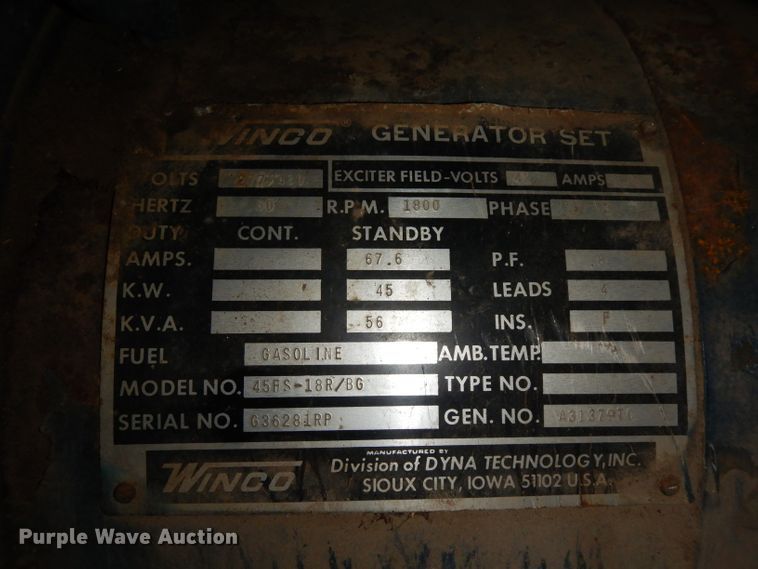 WINCO® GENERATOR SET
VOLTS EXCITER FIELD-VOLTS AMPS
HERTZ 60 R.P.M. 1800 PHASE
DUTY CONT. STANDBY
AMPS. 67.6 P.F.
K.W. 45 LEADS 4
K.V.A. 56 INS. F
FUEL GASOLINE AMB.TEMP.
MODEL NO. 45FS-18R/BG TYPE NO.
SERIAL NO. G36281RP GEN. NO.
MANUFACTURED BY
WINCO Division of DYNA TECHNOLOGY, INC.
SIOUX CITY, IOWA 51102 U.S.A.
Purple Wave Auction